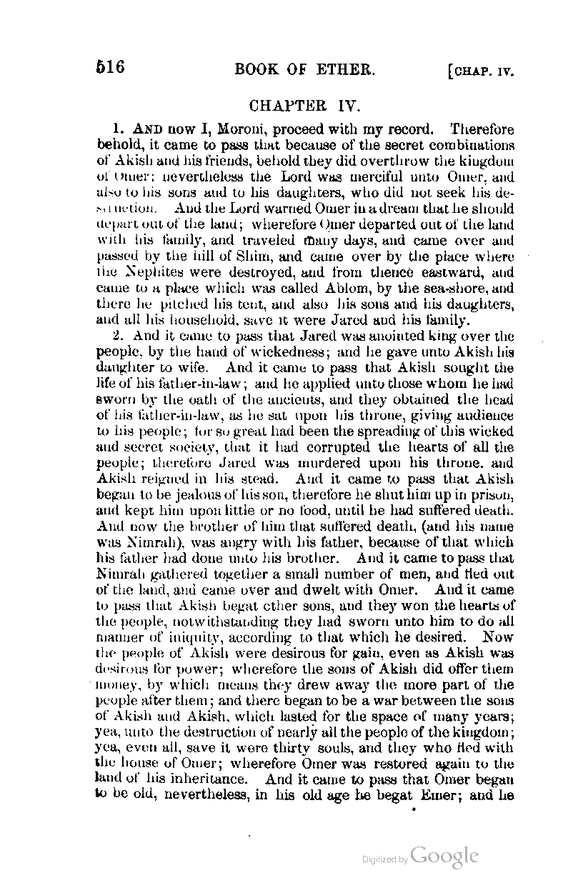 516 BOOK OF ETHER. [CHAP. IV.
CHAPTER IV.
1. AND now I, Moroni, proceed with my record. Therefore
behold, it came to pass that because of the secret combinations
of Akish and his friends, behold they did overthrow the kingdom
of Omer; nevertheless the Lord was merciful unto Omer, and
also to his sons and to his daughters, who did not seek his de-
struction. And the Lord warned Omer in a dream that he should
depart out of the land; wherefore Omer departed out of the land
with his family, and traveled many days, and came over and
passed by the hill of Shim, and came over by the place where
the Nephites were destroyed, and from thence eastward, and
came to a place which was called Ablom, by the sea-shore, and
there he pitched his tent, and also his sons and his daughters,
and all his household, save it were Jared and his family.
2. And it came to pass that Jared was anointed king over the
people, by the hand of wickedness; and he gave unto Akish his
daughter to wife. And it came to pass that Akish sought the
life of his father-in-law; and he applied unto those whom he had
sworn by the oath of the ancients, and they obtained the head
of his father-in-law, as he sat upon his throne, giving audience
to his people; for so great had been the spreading of this wicked
and secret society, that it had corrupted the hearts of all the
people; therefore Jared was murdered upon his throne, and
Akish reigned in his stead. And it came to pass that Akish
began to be jealous of his son, therefore he shut him up in prison,
and kept him upon little or no food, until he had suffered death.
And now the brother of him that suffered death, (and his name
was Nimrah), was angry with his father, because of that which
his father had done unto his brother. And it came to pass that
Nimrah gathered together a small number of men, and fled out
of the land, and came over and dwelt with Omer. And it came
to pass that Akish begat other sons, and they won the hearts of
the people, notwithstanding they had sworn unto him to do all
manner of iniquity, according to that which he desired. Now
the people of Akish were desirous for gain, even as Akish was
desirous for power; wherefore the sons of Akish did offer them
money, by which means they drew away the more part of the
people after them; and there began to be a war between the sons
of Akish and Akish, which lasted for the space of many years;
yea, unto the destruction of nearly all the people of the kingdom;
yea, even all, save it were thirty souls, and they who fled with
the house of Omer; wherefore Omer was restored again to the
land of his inheritance. And it came to pass that Omer began
to be old, nevertheless, in his old age he begat Emer; and he
Digitized by Google